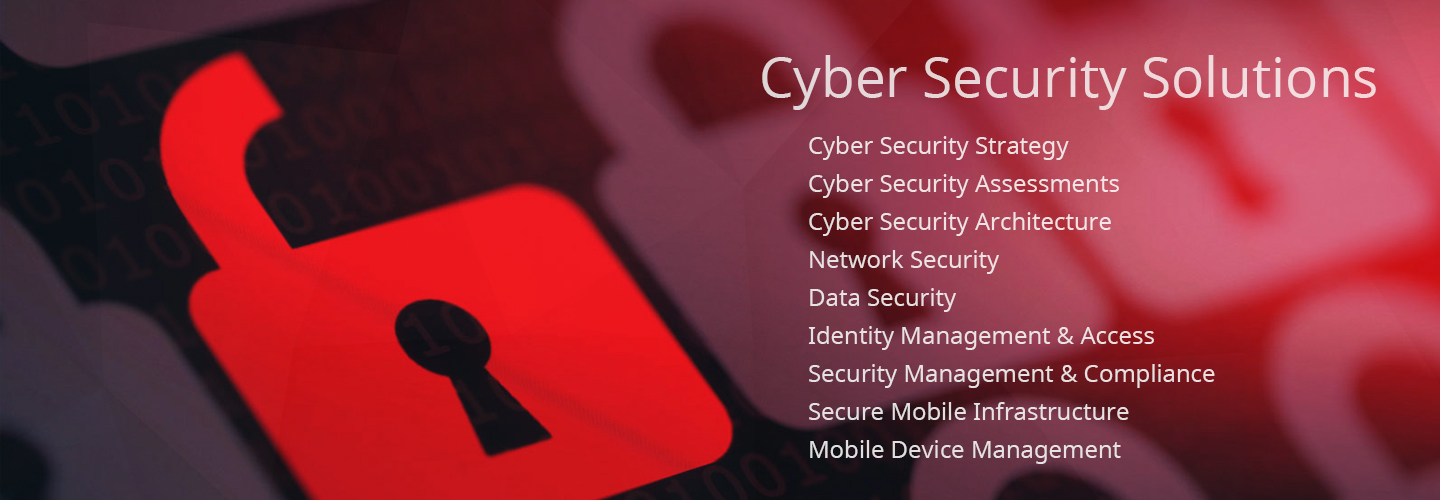 Cyber Security Solutions
Cyber Security Strategy
Cyber Security Assessments
Cyber Security Architecture
Network Security
Data Security
Identity Management & Access
Security Management & Compliance
Secure Mobile Infrastructure
Mobile Device Management